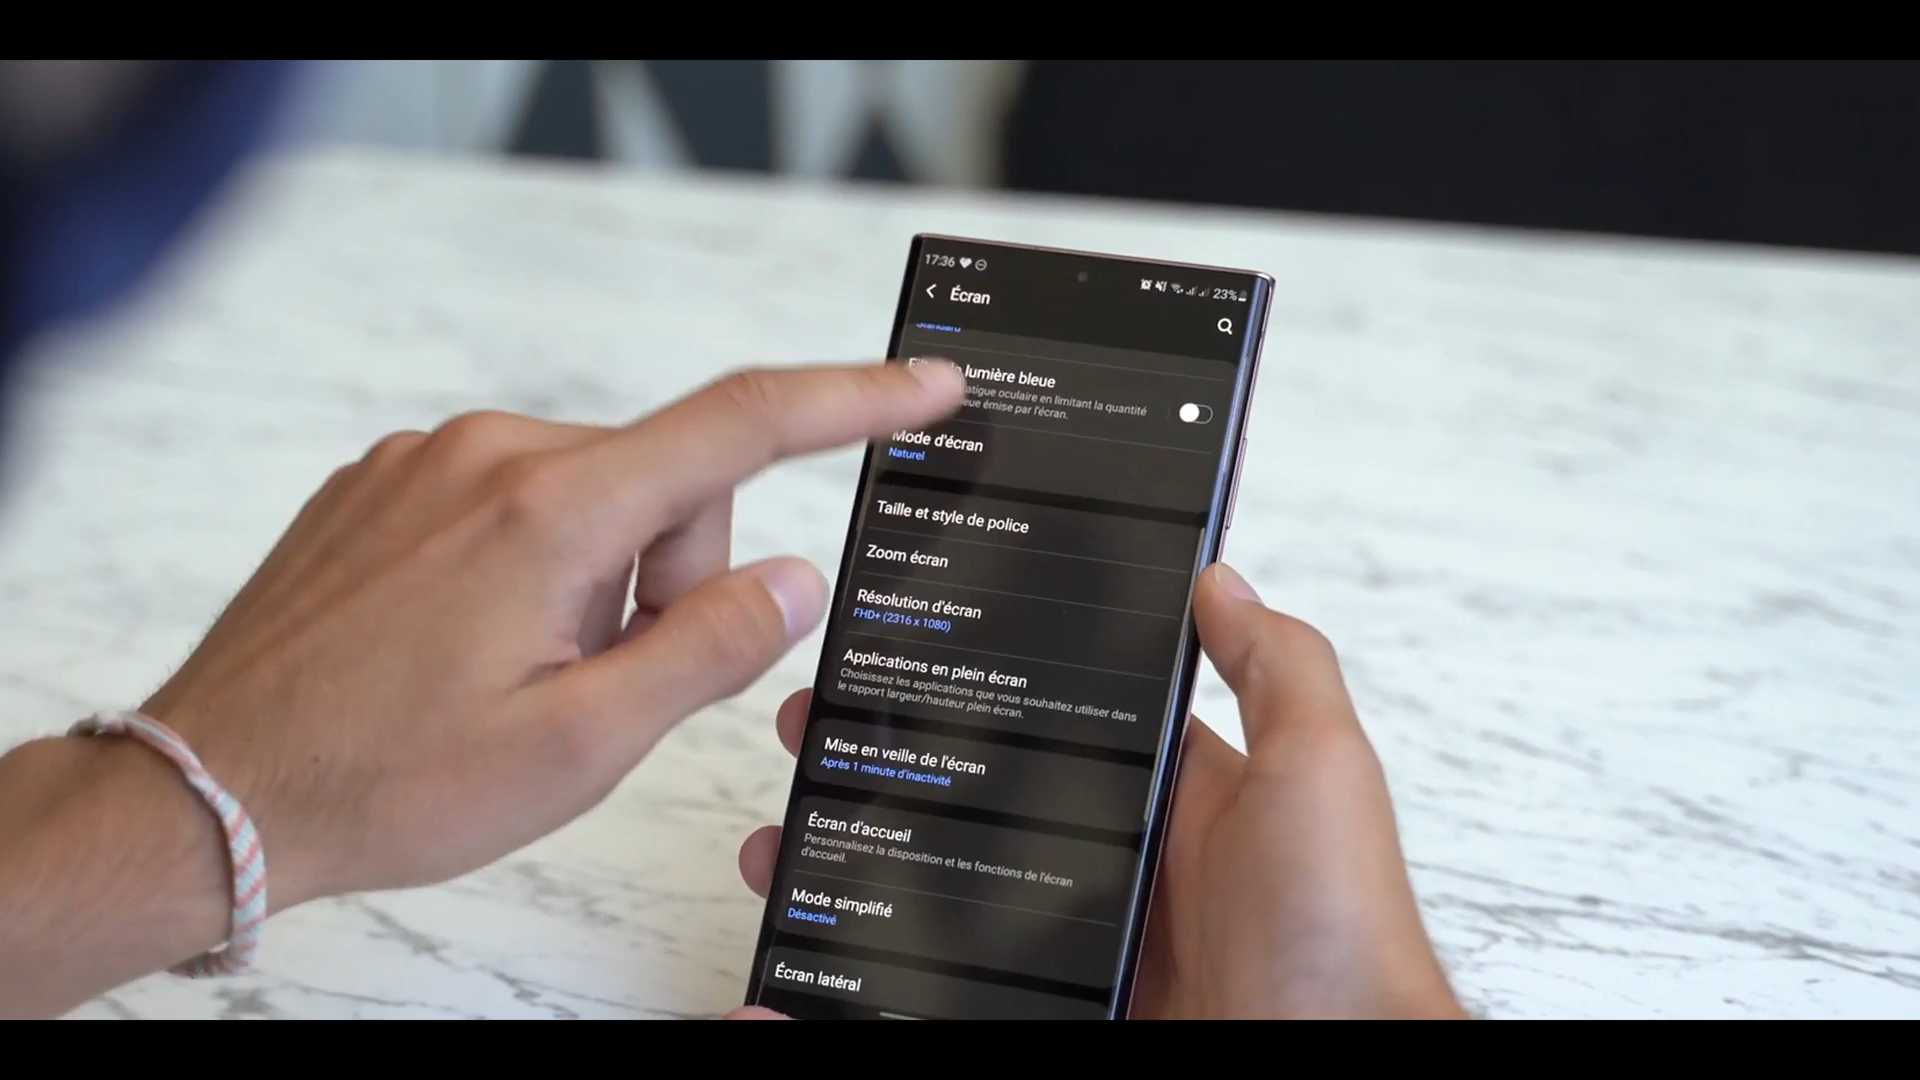 17:36
23%
Écran
Standard
lumière bleue
fatigue oculaire en limitant la quantité
émise par l'écran.
Mode d'écran
Naturel
Taille et style de police
Zoom écran
Résolution d'écran
FHD+ (2316 x 1080)
Applications en plein écran
Choisissez les applications que vous souhaitez utiliser dans
le rapport largeur/hauteur plein écran.
Mise en veille de l'écran
Après 1 minute d'inactivité
Écran d'accueil
Personnalisez la disposition et les fonctions de l'écran
d'accueil.
Mode simplifié
Désactivé
Écran latéral